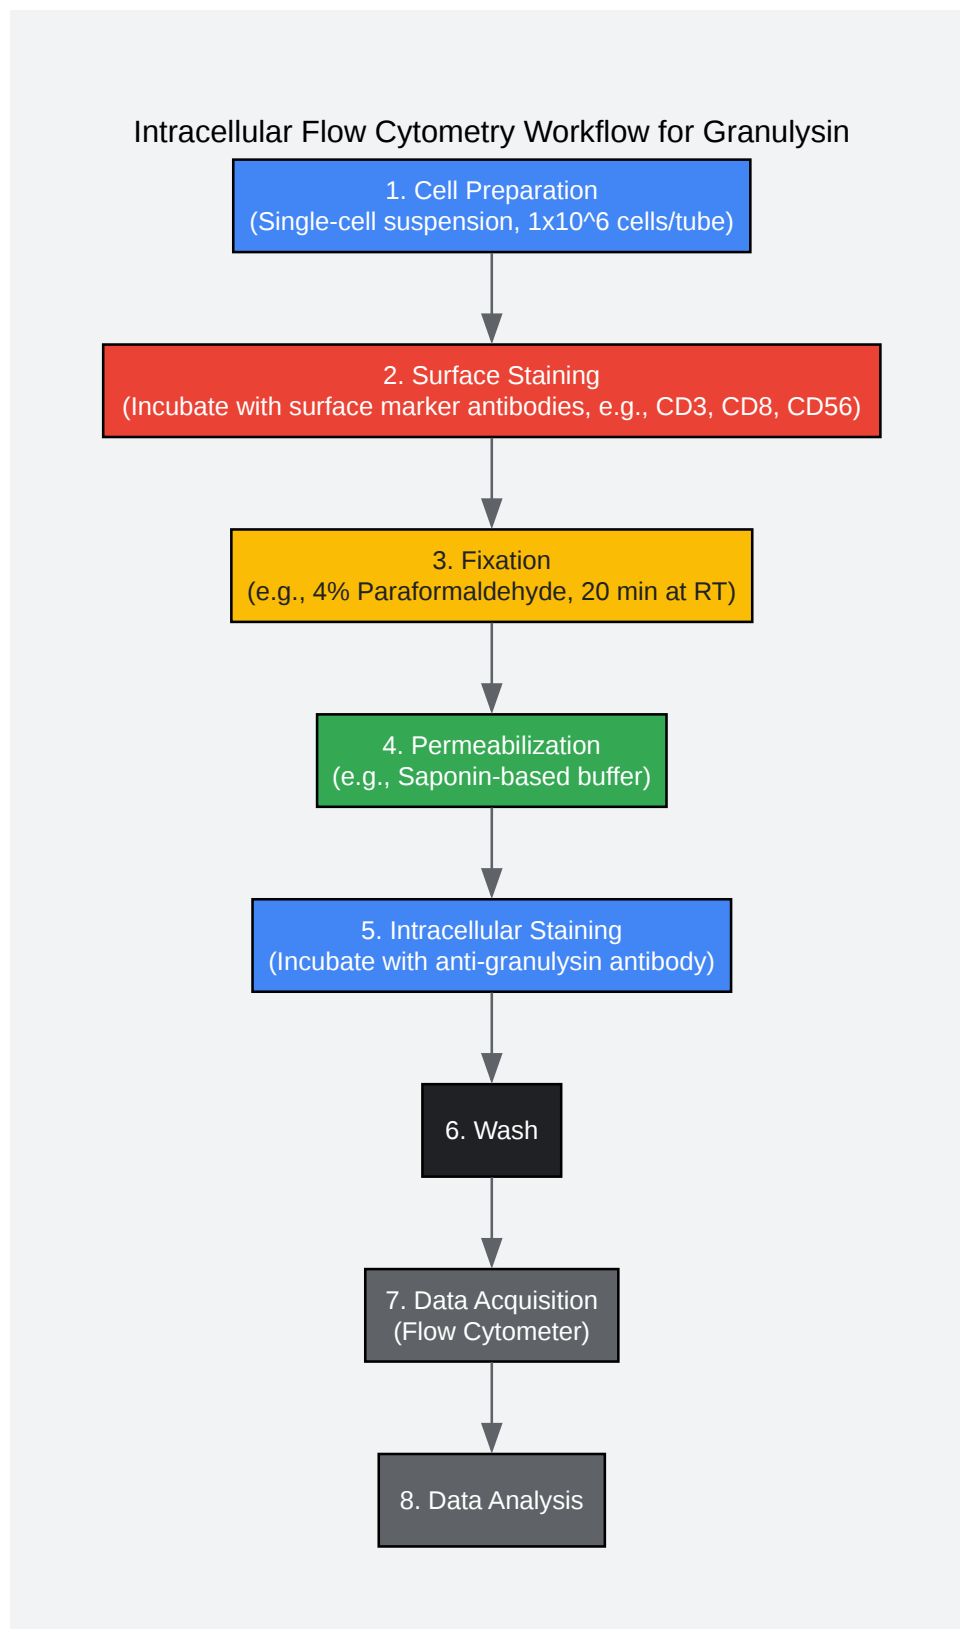 Intracellular Flow Cytometry Workflow for Granulysin
1. Cell Preparation
(Single-cell suspension, 1x10^6 cells/tube)
2. Surface Staining
(Incubate with surface marker antibodies, e.g., CD3, CD8, CD56)
3. Fixation
(e.g., 4% Paraformaldehyde, 20 min at RT)
4. Permeabilization
(e.g., Saponin-based buffer)
5. Intracellular Staining
(Incubate with anti-granulysin antibody)
6. Wash
7. Data Acquisition
(Flow Cytometer)
8. Data Analysis